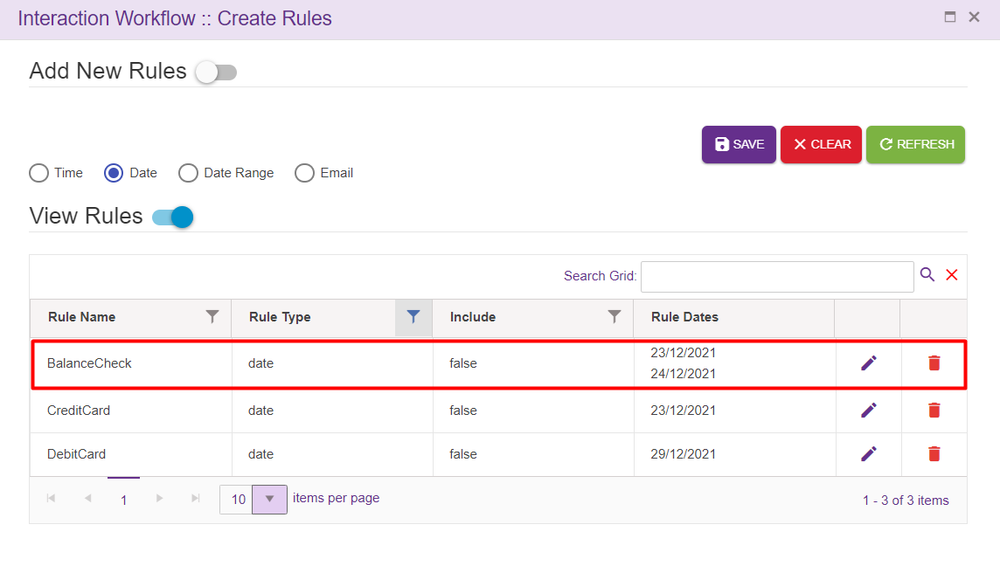 Interaction Workflow :: Create Rules
Add New Rules
SAVE CLEAR REFRESH
Time Date Date Range Email
View Rules
Search Grid:
Rule Name Rule Type Include Rule Dates
BalanceCheck date false 23/12/2021
24/12/2021
CreditCard date false 23/12/2021
DebitCard date false 29/12/2021
1 10 items per page 1 - 3 of 3 items